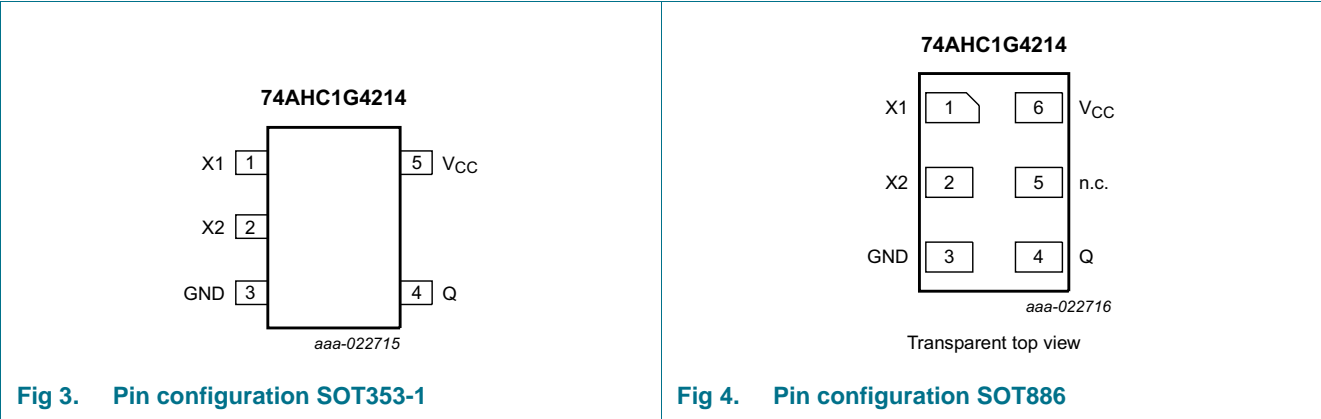 74AHC1G4214
X1 1 5 VCC
X2 2
GND 3 4 Q
aaa-022715
Fig 3. Pin configuration SOT353-1
74AHC1G4214
X1 1 6 VCC
X2 2 5 n.c.
GND 3 4 Q
aaa-022716
Transparent top view
Fig 4. Pin configuration SOT886